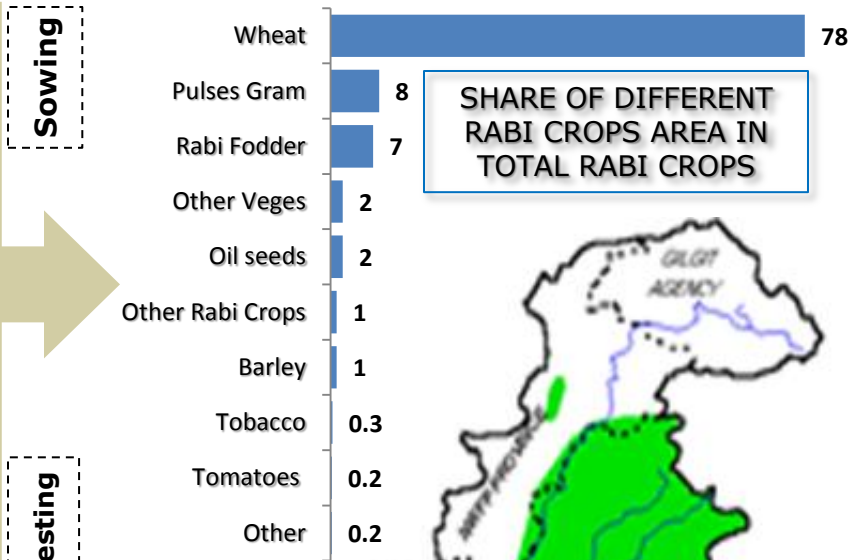 Sowing
Wheat 78
Pulses Gram 8
Rabi Fodder 7
Other Veges 2
Oil seeds 2
Other Rabi Crops 1
Barley 1
Tobacco 0.3
Tomatoes 0.2
Other 0.2
SHARE OF DIFFERENT
RABI CROPS AREA IN
TOTAL RABI CROPS
GILGIT
AGENCY
NWFP PROVINCE
esting